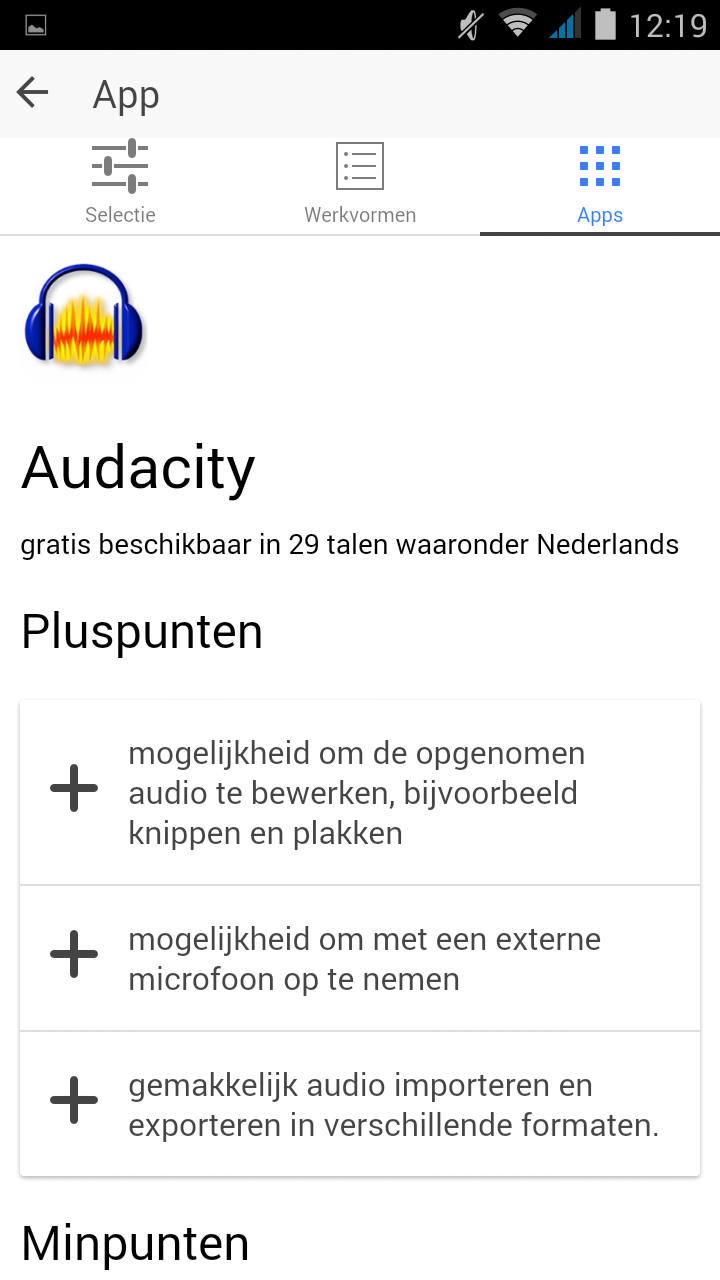 12:19
App
Selectie
Werkvormen
Apps
Audacity
gratis beschikbaar in 29 talen waaronder Nederlands
Pluspunten
mogelijkheid om de opgenomen
audio te bewerken, bijvoorbeeld
knippen en plakken
mogelijkheid om met een externe
microfoon op te nemen
gemakkelijk audio importeren en
exporteren in verschillende formaten.
Minpunten